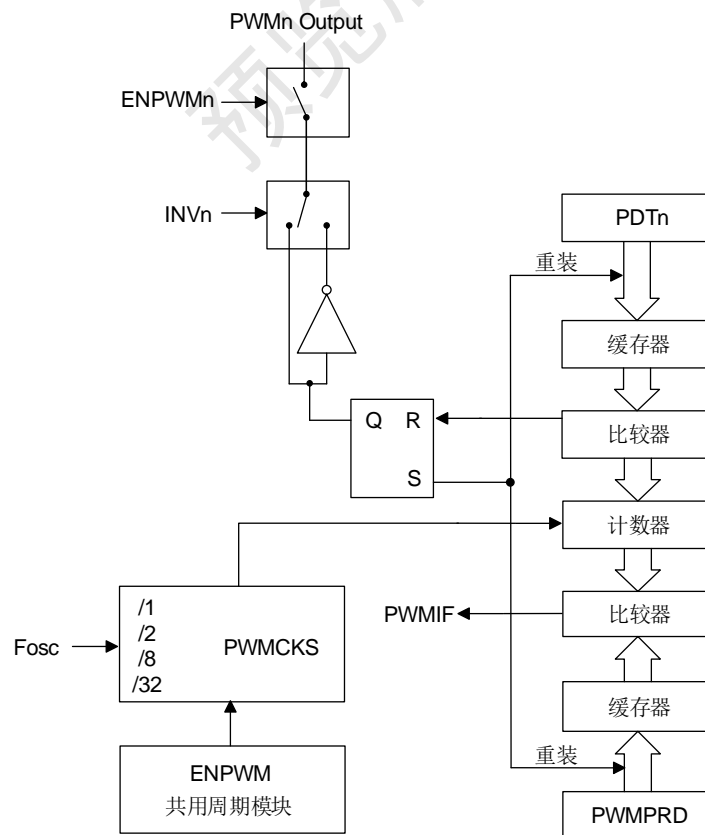 PWMn Output
ENPWMn
INVn
PDTn
重装
缓存器
Q R
S
比较器
计数器
/1
/2
/8
/32
PWMCKS
Fosc
PWMIF
比较器
缓存器
重装
ENPWM
共用周期模块
PWMPRD
预览